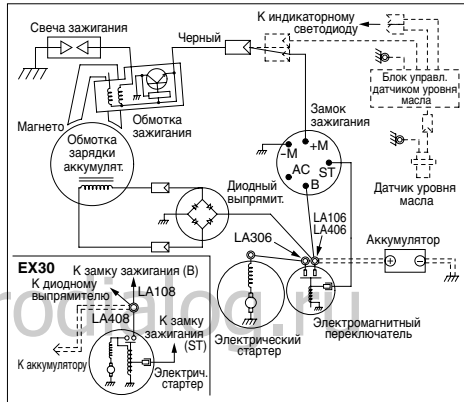 Свеча зажигания
Черный
К индикаторному
светодиоду
Блок управл.
датчиком уровня
масла
Магнето
Обмотка
зажигания
Замок
зажигания
Обмотка
зарядки
аккумулят.
-M
+M
AC
ST
B
Диодный
выпрямит.
Датчик уровня
масла
LA106
LA406
LA306
Аккумулятор
EX30
К замку зажигания (B)
К диодному
выпрямителю
LA108
LA408
К замку
зажигания
(ST)
К аккумулятору
Электрич.
стартер
Электрический
стартер
Электромагнитный
переключатель
rodialog.ru